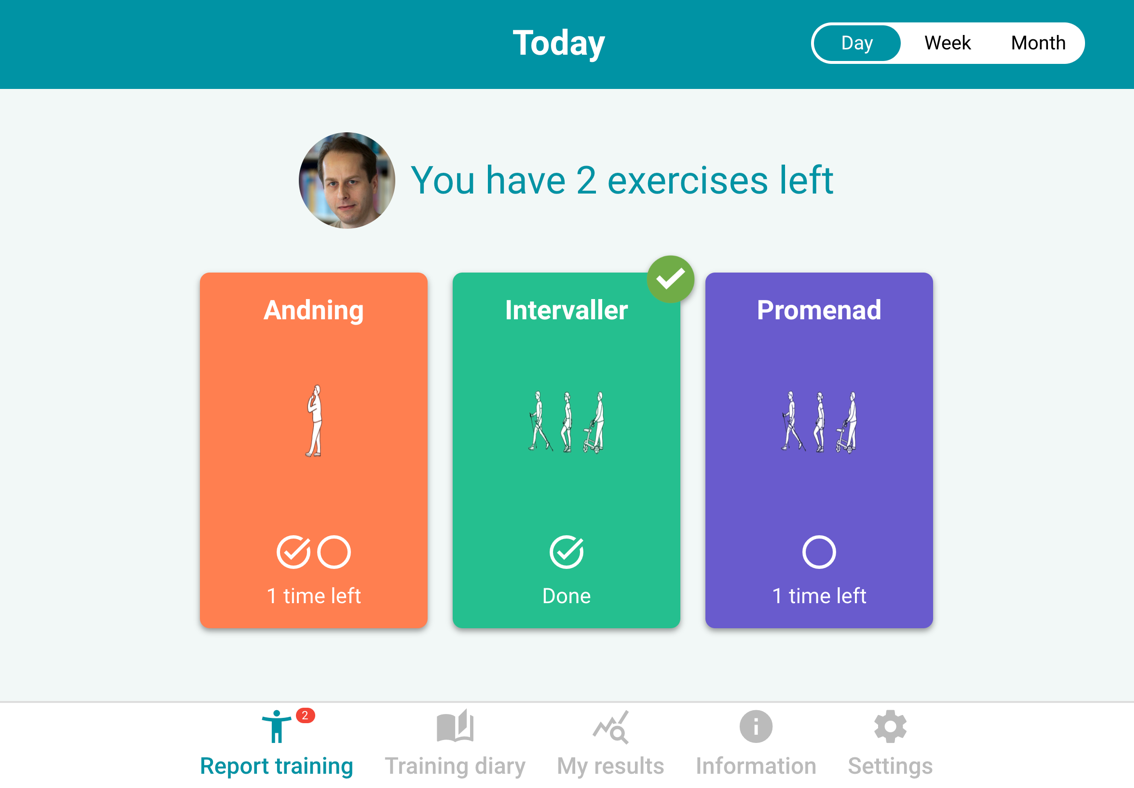 Today
Day Week Month
You have 2 exercises left
Andning
Intervaller
Promenad
1 time left
Done
1 time left
2
Report training
Training diary
My results
Information
Settings